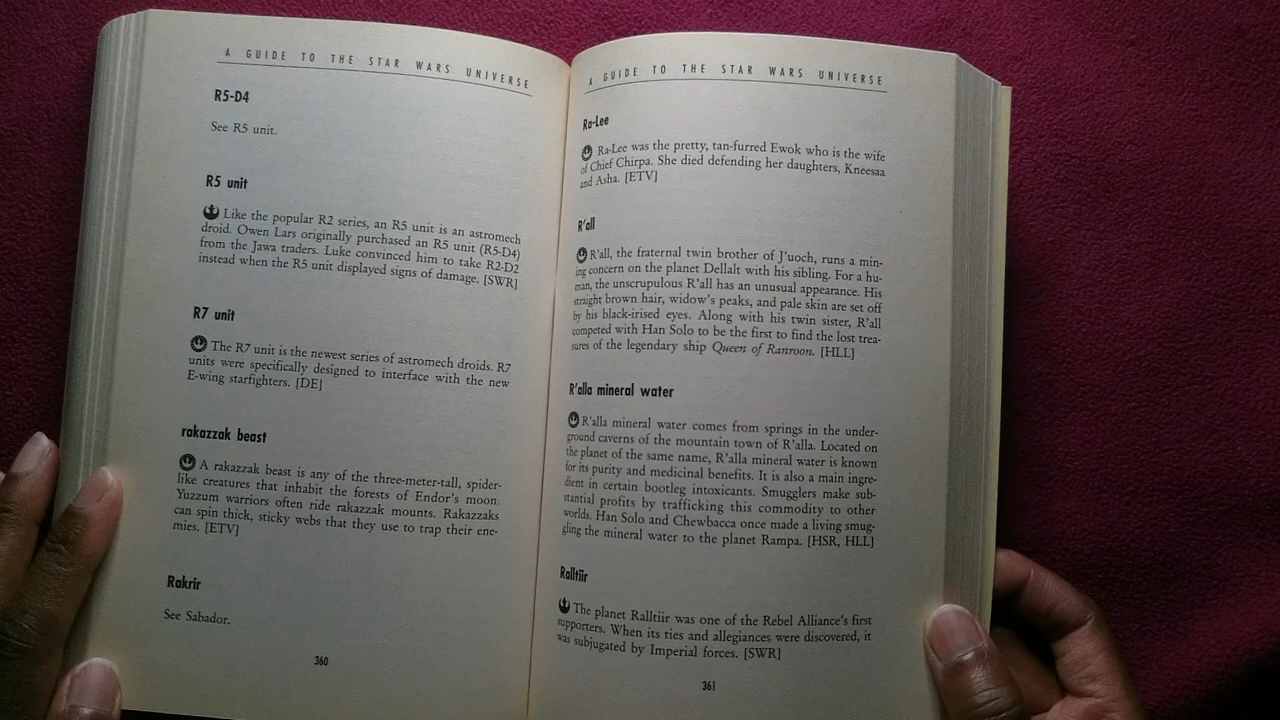 A GUIDE TO THE STAR WARS UNIVERSE
R5-D4
See R5 unit.
R5 unit
Like the popular R2 series, an R5 unit is an astromech
droid. Owen Lars originally purchased an R5 unit (R5-D4)
from the Jawa traders. Luke convinced him to take R2-D2
instead when the R5 unit displayed signs of damage. [SWR]
R7 unit
The R7 unit is the newest series of astromech droids. R7
units were specifically designed to interface with the new
E-wing starfighters. [DE]
rakazzak beast
A rakazzak beast is any of the three-meter-tall, spider-
like creatures that inhabit the forests of Endor's moon.
Yuzzum warriors often ride rakazzak mounts. Rakazzaks
can spin thick, sticky webs that they use to trap their ene-
mies. [ETV]
Rakrir
See Sabador.
360
A GUIDE TO THE STAR WARS UNIVERSE
Ra-Lee
Ra-Lee was the pretty, tan-furred Ewok who is the wife
of Chief Chirpa. She died defending her daughters, Kneesaa
and Asha. [ETV]
R'all
R'all, the fraternal twin brother of J'uoch, runs a min-
ing concern on the planet Dellalt with his sibling. For a hu-
man, the unscrupulous R'all has an unusual appearance. His
straight brown hair, widow's peaks, and pale skin are set off
by his black-irised eyes. Along with his twin sister, R'all
competed with Han Solo to be the first to find the lost trea-
sures of the legendary ship Queen of Ranroon. [HLL]
R'alla mineral water
R'alla mineral water comes from springs in the under-
ground caverns of the mountain town of R'alla. Located on
the planet of the same name, R'alla mineral water is known
for its purity and medicinal benefits. It is also a main ingre-
dient in certain bootleg intoxicants. Smugglers make sub-
stantial profits by trafficking this commodity to other
worlds. Han Solo and Chewbacca once made a living smug-
gling the mineral water to the planet Rampa. [HSR, HLL]
Ralltiir
The planet Ralltiir was one of the Rebel Alliance's first
supporters. When its ties and allegiances were discovered, it
was subjugated by Imperial forces. [SWR]
361